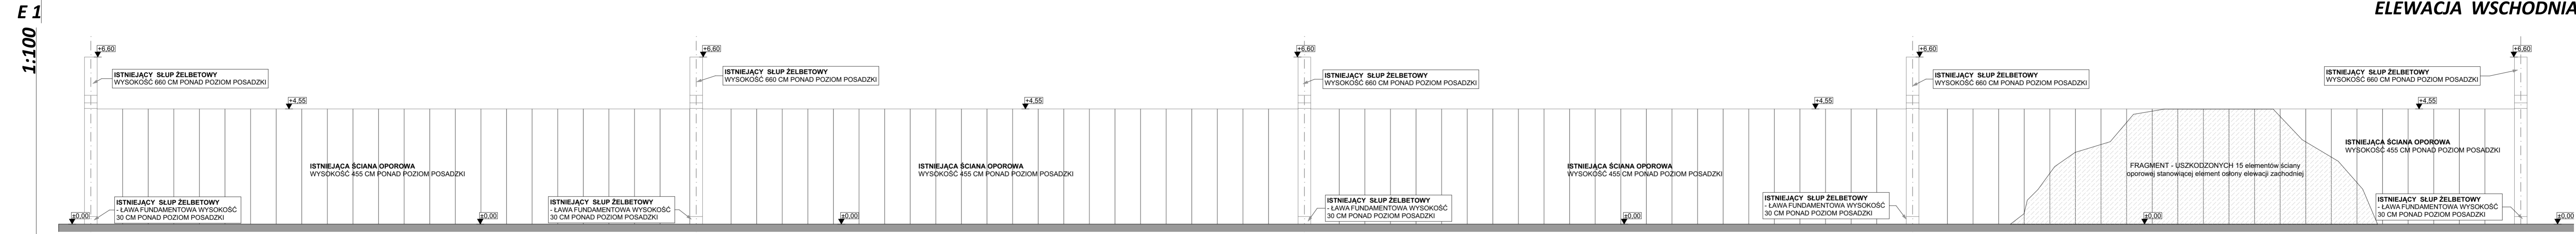 E 1
ELEWACJA WSCHODNIA
1:100
+6,60
+6,60
+6,60
+6,60
+6,60
ISTNIEJĄCY SŁUP ŻELBETOWY
WYSOKOŚĆ 660 CM PONAD POZIOM POSADZKI
ISTNIEJĄCY SŁUP ŻELBETOWY
WYSOKOŚĆ 660 CM PONAD POZIOM POSADZKI
ISTNIEJĄCY SŁUP ŻELBETOWY
WYSOKOŚĆ 660 CM PONAD POZIOM POSADZKI
ISTNIEJĄCY SŁUP ŻELBETOWY
WYSOKOŚĆ 660 CM PONAD POZIOM POSADZKI
ISTNIEJĄCY SŁUP ŻELBETOWY
WYSOKOŚĆ 660 CM PONAD POZIOM POSADZKI
+4,55
+4,55
+4,55
+4,55
ISTNIEJĄCA ŚCIANA OPOROWA
WYSOKOŚĆ 455 CM PONAD POZIOM POSADZKI
ISTNIEJĄCA ŚCIANA OPOROWA
WYSOKOŚĆ 455 CM PONAD POZIOM POSADZKI
ISTNIEJĄCA ŚCIANA OPOROWA
WYSOKOŚĆ 455 CM PONAD POZIOM POSADZKI
FRAGMENT - USZKODZONYCH 15 elementów ściany
oporowej stanowiącej element osłony elewacji zachodniej
ISTNIEJĄCA ŚCIANA OPOROWA
WYSOKOŚĆ 455 CM PONAD POZIOM POSADZKI
ISTNIEJĄCY SŁUP ŻELBETOWY
- ŁAWA FUNDAMENTOWA WYSOKOŚĆ
30 CM PONAD POZIOM POSADZKI
ISTNIEJĄCY SŁUP ŻELBETOWY
- ŁAWA FUNDAMENTOWA WYSOKOŚĆ
30 CM PONAD POZIOM POSADZKI
ISTNIEJĄCY SŁUP ŻELBETOWY
- ŁAWA FUNDAMENTOWA WYSOKOŚĆ
30 CM PONAD POZIOM POSADZKI
ISTNIEJĄCY SŁUP ŻELBETOWY
- ŁAWA FUNDAMENTOWA WYSOKOŚĆ
30 CM PONAD POZIOM POSADZKI
ISTNIEJĄCY SŁUP ŻELBETOWY
- ŁAWA FUNDAMENTOWA WYSOKOŚĆ
30 CM PONAD POZIOM POSADZKI
±0,00
±0,00
±0,00
±0,00
±0,00
±0,00